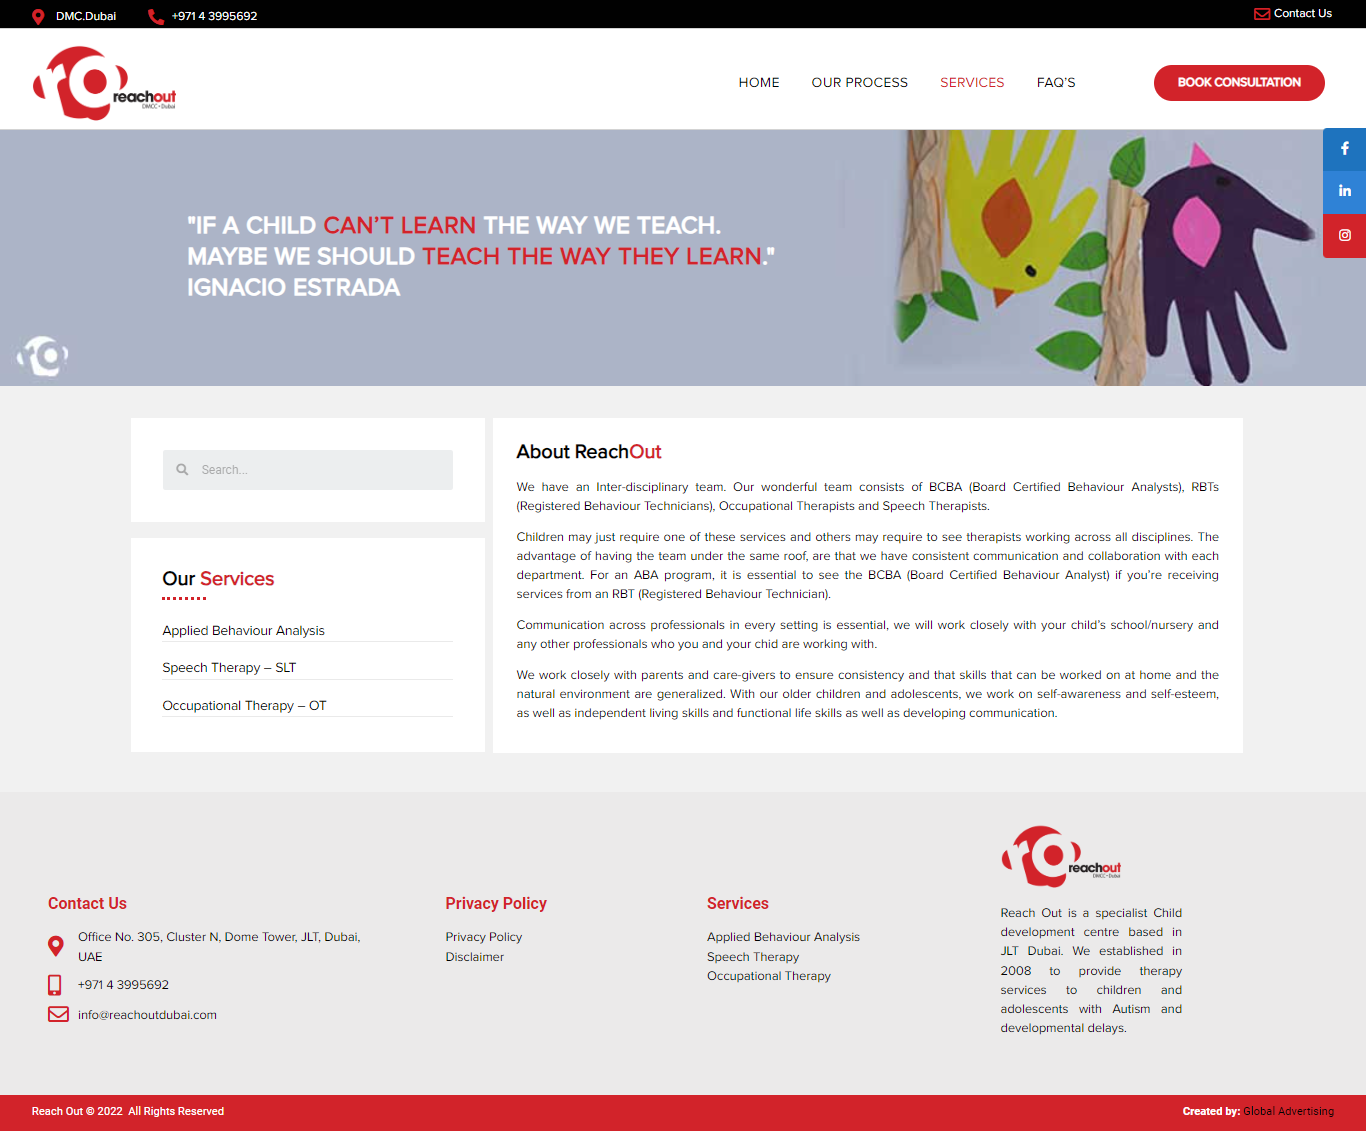 DMC.Dubai
+971 4 3995692
Contact Us
reachout
DMCC • Dubai
HOME
OUR PROCESS
SERVICES
FAQ'S
BOOK CONSULTATION
"IF A CHILD CAN'T LEARN THE WAY WE TEACH.
MAYBE WE SHOULD TEACH THE WAY THEY LEARN."
IGNACIO ESTRADA
Search...
Our Services
Applied Behaviour Analysis
Speech Therapy – SLT
Occupational Therapy – OT
About ReachOut
We have an Inter-disciplinary team. Our wonderful team consists of BCBA (Board Certified Behaviour Analysts), RBTs
(Registered Behaviour Technicians), Occupational Therapists and Speech Therapists.
Children may just require one of these services and others may require to see therapists working across all disciplines. The
advantage of having the team under the same roof, are that we have consistent communication and collaboration with each
department. For an ABA program, it is essential to see the BCBA (Board Certified Behaviour Analyst) if you're receiving
services from an RBT (Registered Behaviour Technician).
Communication across professionals in every setting is essential, we will work closely with your child's school/nursery and
any other professionals who you and your chid are working with.
We work closely with parents and care-givers to ensure consistency and that skills that can be worked on at home and the
natural environment are generalized. With our older children and adolescents, we work on self-awareness and self-esteem,
as well as independent living skills and functional life skills as well as developing communication.
Contact Us
Office No. 305, Cluster N, Dome Tower, JLT, Dubai,
UAE
+971 4 3995692
info@reachoutdubai.com
Privacy Policy
Privacy Policy
Disclaimer
Services
Applied Behaviour Analysis
Speech Therapy
Occupational Therapy
reachout
DMCC • Dubai
Reach Out is a specialist Child
development centre based in
JLT Dubai. We established in
2008 to provide therapy
services to children and
adolescents with Autism and
developmental delays.
Reach Out © 2022 All Rights Reserved
Created by: Global Advertising